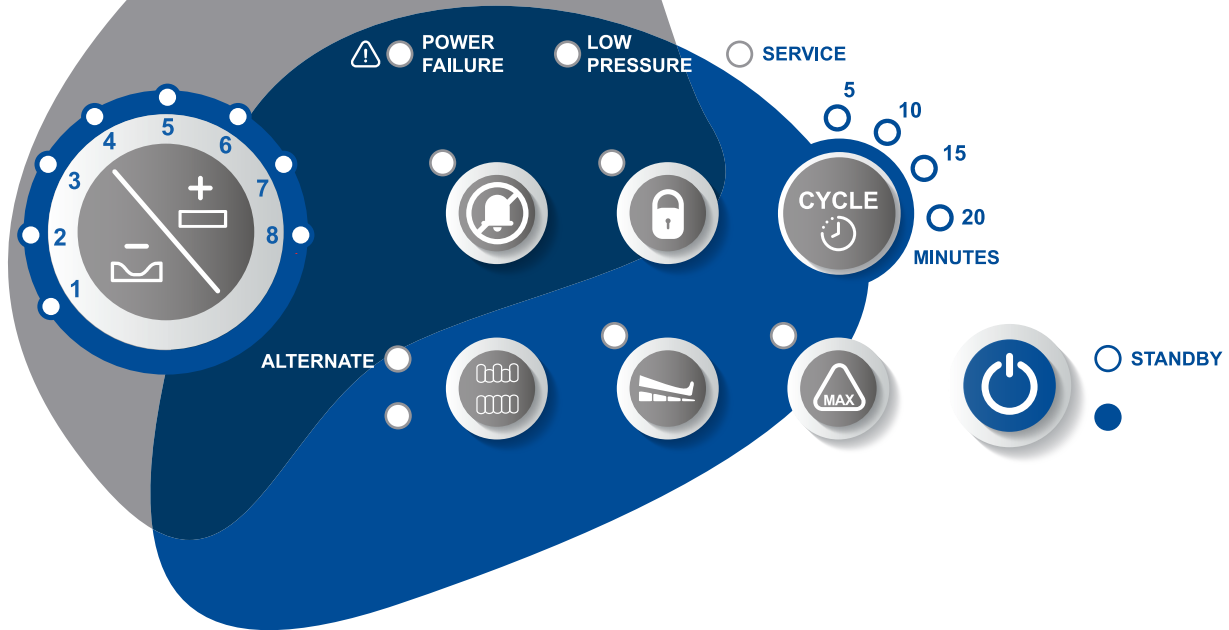 POWER
FAILURE
LOW
PRESSURE
SERVICE
5
10
15
20
MINUTES
CYCLE
1
2
3
4
5
6
7
8
ALTERNATE
MAX
STANDBY